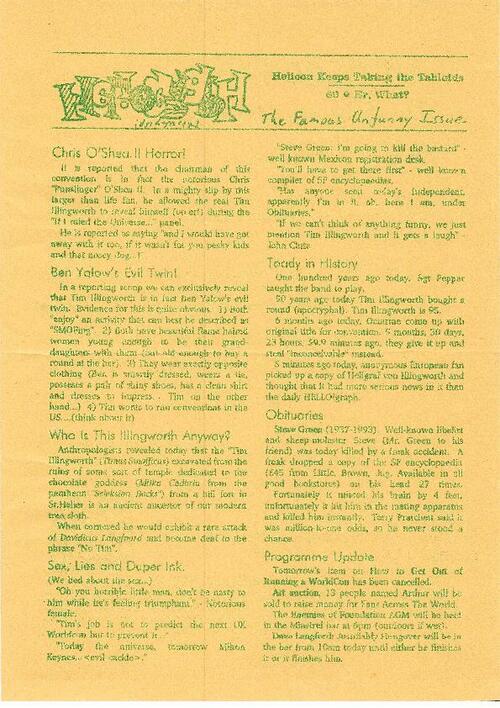 Helicon Keeps Taking the Tabloids
6U • Er, What?
The Famous Unfunny Issue.
Chris O'Shea II Horror!
It is reported that the chairman of this
convention is in fact the notorious Chris
"Punslinger" O'Shea II. In a mighty slip by this
larger than life fan, he allowed the real Tim
Illingworth to reveal himself (oo er!) during the
"If I ruled the Universe..." panel.
He is reported as saying "and I would have got
away with it too, if it wasn't for you pesky kids
and that nosey dog...!"
Ben Yalow's Evil Twin!
In a reporting scoop we can exclusively reveal
that Tim Illingworth is in fact Ben Yalow's evil
twin. Evidence for this is quite obvious. 1) Both
"enjoy" an activity that can best be described as
"SMOFing". 2) Both have beautiful flame haired
women young enough to be their grand-
daughter with them (but old enough to buy a
round at the bar). 3) They wear exactly opposite
clothing (Ben is smartly dressed, wears a tie,
possesses a pair of shiny shoes, has a clean shirt
and dresses to impress. Tim on the other
hand...) 4) Tim wants to run conventions in the
US....(think about it)
Who Is This Illingworth Anyway?
Anthropologists revealed today that the "Tim
Illingworth" excavated from the
ruins of some sort of temple dedicated to the
chocolate goddess
pantheon from a hill fort in
St.Helier is an ancestor of our modern
tree sloth.
When cornered he would exhibit a rare attack
of Davidicus Langfordi and become deaf to the
phrase "No Tim".
Sex, Lies and Duper Ink.
(We lied about the sex...)
"Oh you horrible little man, don't be nasty to
him while he's feeling triumphant." - Notorious
female.
"Tim's job is not to predict the next UK
Worldcon but to prevent it..."
"Today the universe, tomorrow Milton
Keynes... <evil cackle>."
"Steve Green: I'm going to kill the bastard" -
well known Mexicon registration desk.
"You'll have to get there first" - well known
compiler of SF encyclopaedias.
"Has anyone seen today's Independent,
apparently I'm in it, ah, here I am, under
Obituaries."
"If we can't think of anything funny, we just
mention Tim Illingworth and it gets a laugh" -
John Clute
Toady in History
One hundred years ago today, Sgt Pepper
taught the band to play.
50 years ago today Tim Illingworth bought a
round (apocryphal). Tim Illingworth is 95.
6 months ago today, came up with
original title for convention. 5 months, 30 days,
23 hours, 59.9 minutes ago, they give it up and
steal "inconceivable" instead.
5 minutes ago today, anonymous European fan
picked up a copy of Heligraf von Illingworth and
thought that it had more serious news in it than
the daily HELIOgraph.
Obituaries
Steve Green (1937-1993). Well-known libeller
and sheep molester Steve (Mr. Green to his
friends) was today killed by a freak accident. A
freak dropped a copy of the SF encyclopaedia
(£45 from Little, Brown, Available in all
good bookstores) on his head 27 times.
Fortunately it missed his brain by 4 feet,
unfortunately it hit him in the mating apparatus
and killed him instantly. Terry Pratchett said it
was million-to-one odds, so he never stood a
chance.
Programme Update
Tomorrow's item on How to Get Out of
Running a WorldCon has been cancelled.
Art auction, 13 people named Arthur will be
sold to raise money for Fans Across The World.
The Enemies of Foundation AGM will be held
in the Minstrel bar at 6pm (outdoors if wet).
Dave Langford: Justifiably Hungover will be in
the bar from 10am today until either he finishes
it or it finishes him.